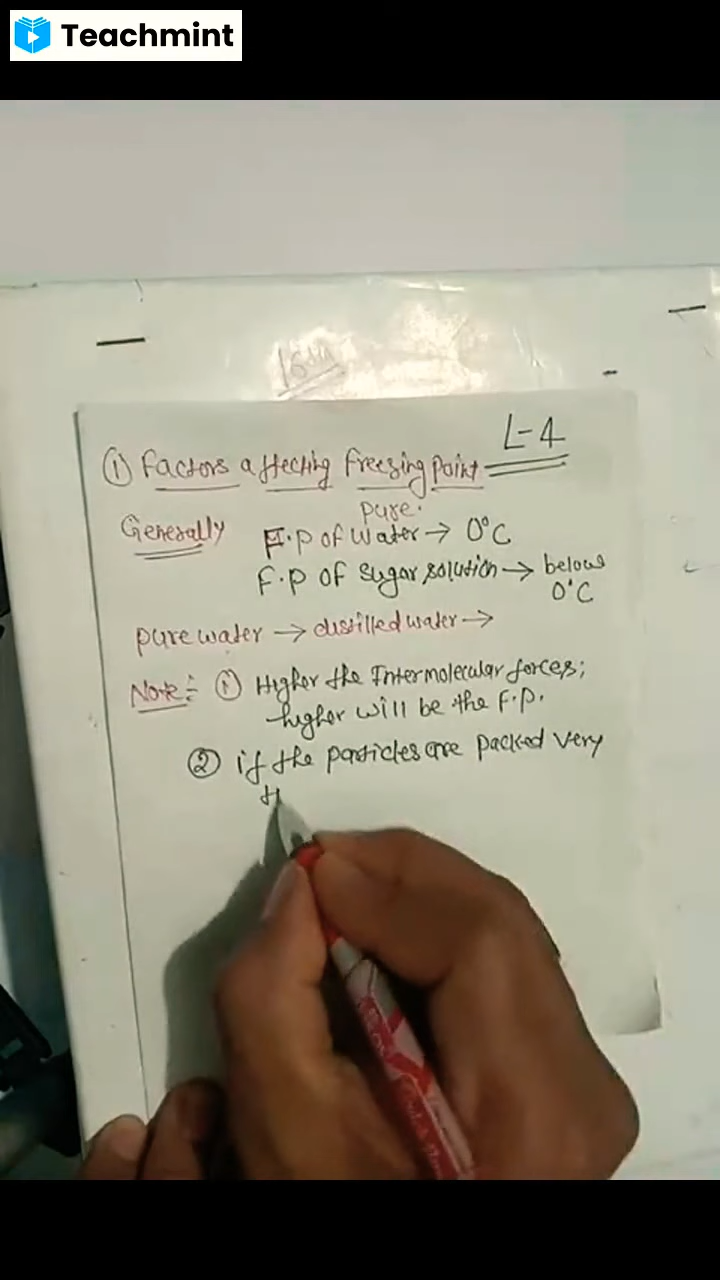 Teachmint
L-4
① Factors affecting freezing point
pure.
Generally F.P of Water → 0°C
F.P OF Sugar solution → below
0°C
pure water → distilled water →
Note:- ① Higher the Intermolecular forces;
higher will be the F.P.
② if the particles are packed very